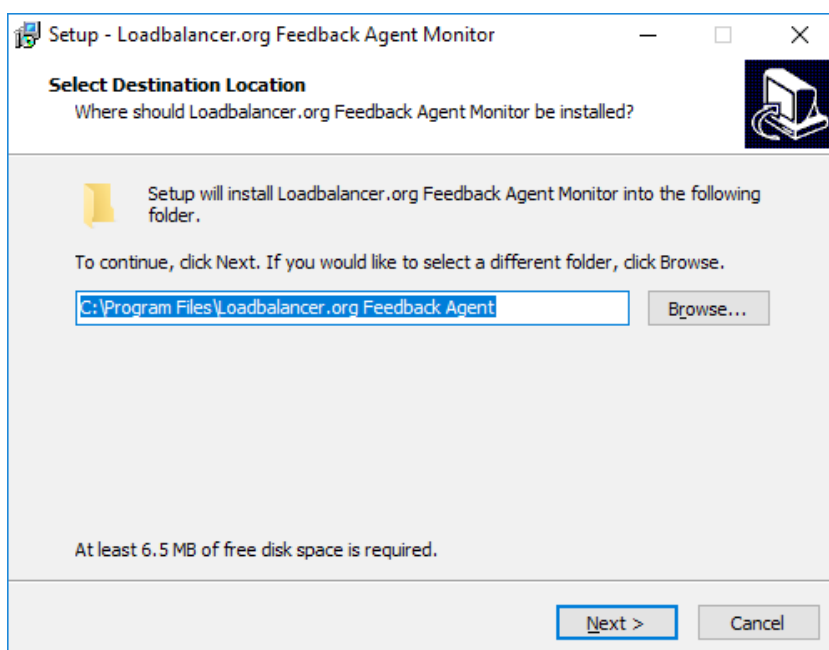 Setup - Loadbalancer.org Feedback Agent Monitor
Select Destination Location
Where should Loadbalancer.org Feedback Agent Monitor be installed?
Setup will install Loadbalancer.org Feedback Agent Monitor into the following
folder.
To continue, click Next. If you would like to select a different folder, click Browse.
C:\Program Files\Loadbalancer.org Feedback Agent
Browse...
At least 6.5 MB of free disk space is required.
Next >
Cancel